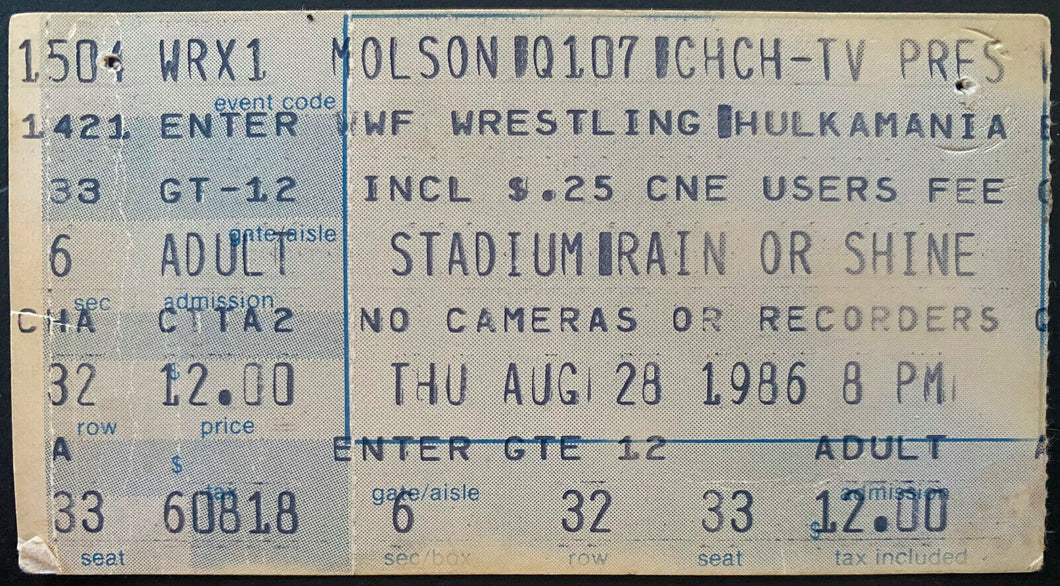 1504 WRX1 MOLSON Q107 CHCH-TV PRES
event code
1421 ENTER WWF WRESTLING HULKAMANIA
33 GT-12 INCL $.25 CNE USERS FEE
gate/aisle
6 ADULT STADIUM RAIN OR SHINE
sec admission
CHA CTTA2 NO CAMERAS OR RECORDERS
$
32 12.00 THU AUG 28 1986 8 PM
row price
A ENTER GTE 12 ADULT
$ tax gate/aisle admission
33 60818 6 32 33 12.00
$
seat sec/box row seat tax included